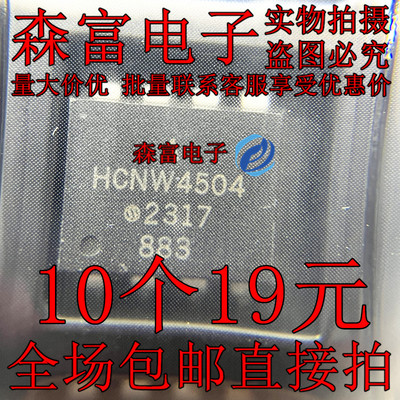 森富电子
实物拍摄
盗图必究
量大价优 批量联系客服享受优惠价
森富电子
HCNW4504
2317
883
10个19元
全场包邮直接拍